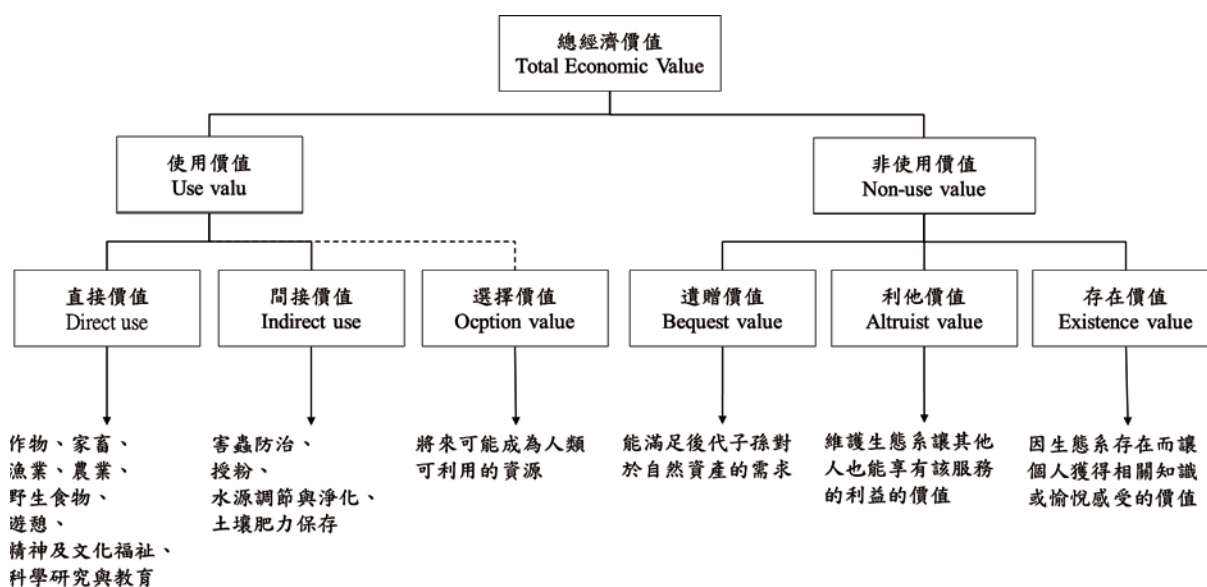 總經濟價值
Total Economic Value
使用價值
Use valu
非使用價值
Non-use value
直接價值
Direct use
間接價值
Indirect use
選擇價值
Ocption value
遺贈價值
Bequest value
利他價值
Altruist value
存在價值
Existence value
作物、家畜、
漁業、農業、
野生食物、
遊憩、
精神及文化福祉、
科學研究與教育
害蟲防治、
授粉、
水源調節與淨化、
土壤肥力保存
將來可能成為人類
可利用的資源
能滿足後代子孫對
於自然資產的需求
維護生態系讓其他
人也能享有該服務
的利益的價值
因生態系存在而讓
個人獲得相關知識
或愉悅感受的價值